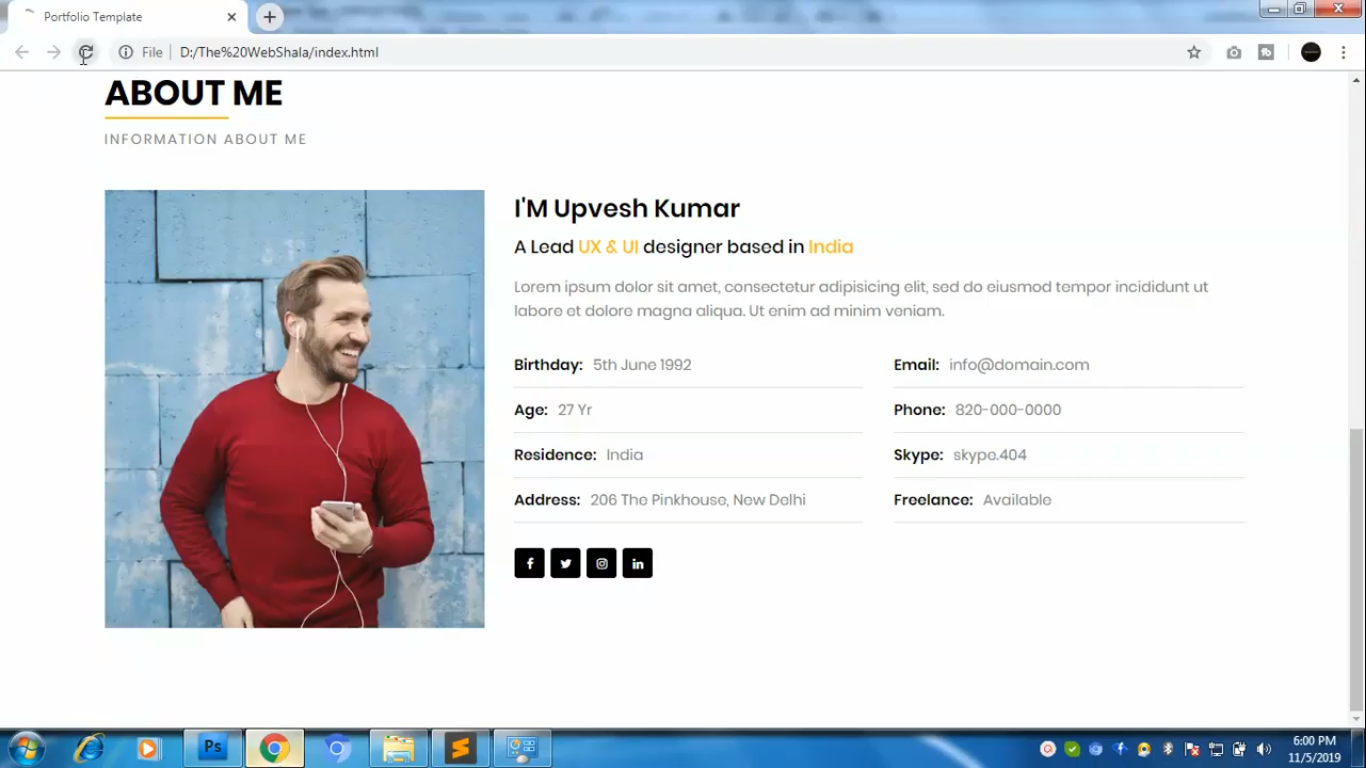 Portfolio Template
File
D:/The%20WebShala/index.html
ABOUT ME
INFORMATION ABOUT ME
I'M Upvesh Kumar
A Lead UX & UI designer based in India
Lorem ipsum dolor sit amet, consectetur adipisicing elit, sed do eiusmod tempor incididunt ut
labore et dolore magna aliqua. Ut enim ad minim veniam.
Birthday: 5th June 1992
Email: info@domain.com
Age: 27 Yr
Phone: 820-000-0000
Residence: India
Skype: skype.404
Address: 206 The Pinkhouse, New Delhi
Freelance: Available
Ps
6:00 PM
11/5/2019